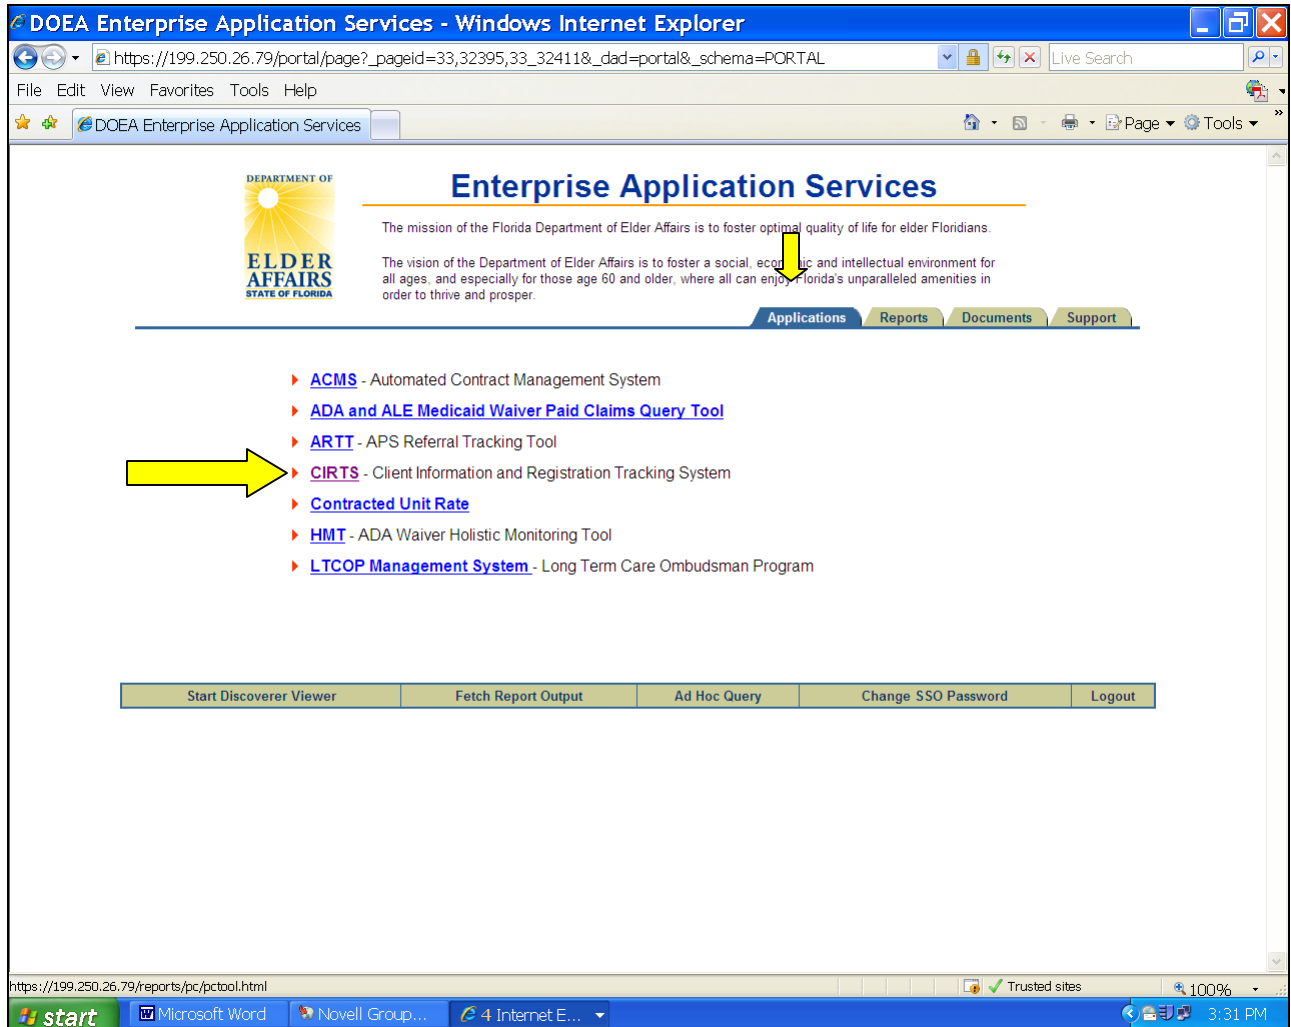 DOEA Enterprise Application Services - Windows Internet Explorer
https://199.250.26.79/portal/page?_pageid=33,32395,33_32411&_dad=portal&_schema=PORTAL
Live Search
File Edit View Favorites Tools Help
DOEA Enterprise Application Services
Page Tools »
DEPARTMENT OF
ELDER
AFFAIRS
STATE OF FLORIDA
Enterprise Application Services
The mission of the Florida Department of Elder Affairs is to foster optimal quality of life for elder Floridians.
The vision of the Department of Elder Affairs is to foster a social, economic and intellectual environment for
all ages, and especially for those age 60 and older, where all can enjoy Florida's unparalleled amenities in
order to thrive and prosper.
Applications Reports Documents Support
ACMS - Automated Contract Management System
ADA and ALE Medicaid Waiver Paid Claims Query Tool
ARTT - APS Referral Tracking Tool
CIRTS - Client Information and Registration Tracking System
Contracted Unit Rate
HMT - ADA Waiver Holistic Monitoring Tool
LTCOP Management System - Long Term Care Ombudsman Program
Start Discoverer Viewer Fetch Report Output Ad Hoc Query Change SSO Password Logout
https://199.250.26.79/reports/pc/pctool.html
Trusted sites
100%
start Microsoft Word Novell Group... 4 Internet E... 3:31 PM